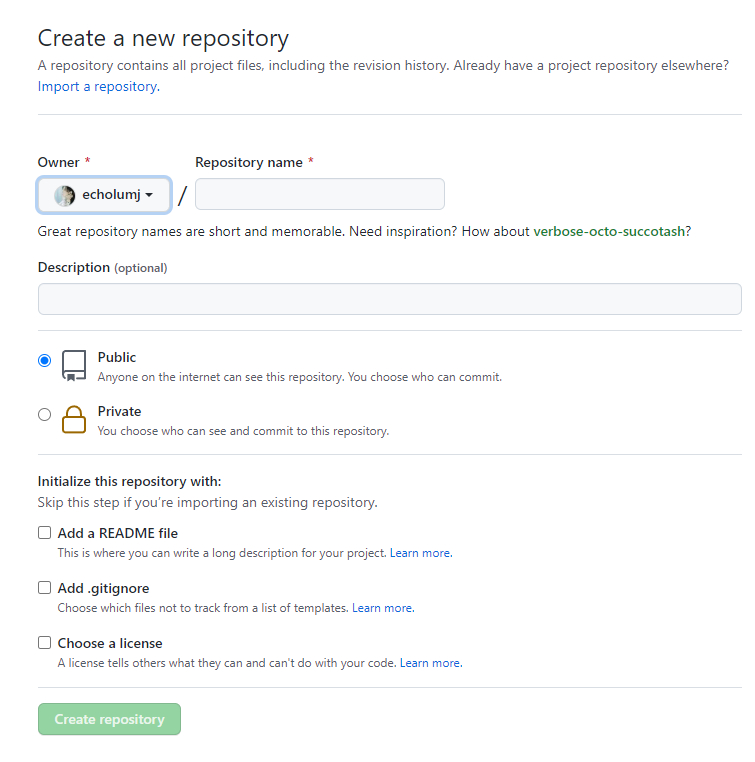 Create a new repository
A repository contains all project files, including the revision history. Already have a project repository elsewhere?
Import a repository.
Owner * Repository name *
echolumj /
Great repository names are short and memorable. Need inspiration? How about verbose-octo-succotash?
Description (optional)
Public
Anyone on the internet can see this repository. You choose who can commit.
Private
You choose who can see and commit to this repository.
Initialize this repository with:
Skip this step if you’re importing an existing repository.
Add a README file
This is where you can write a long description for your project. Learn more.
Add .gitignore
Choose which files not to track from a list of templates. Learn more.
Choose a license
A license tells others what they can and can't do with your code. Learn more.
Create repository